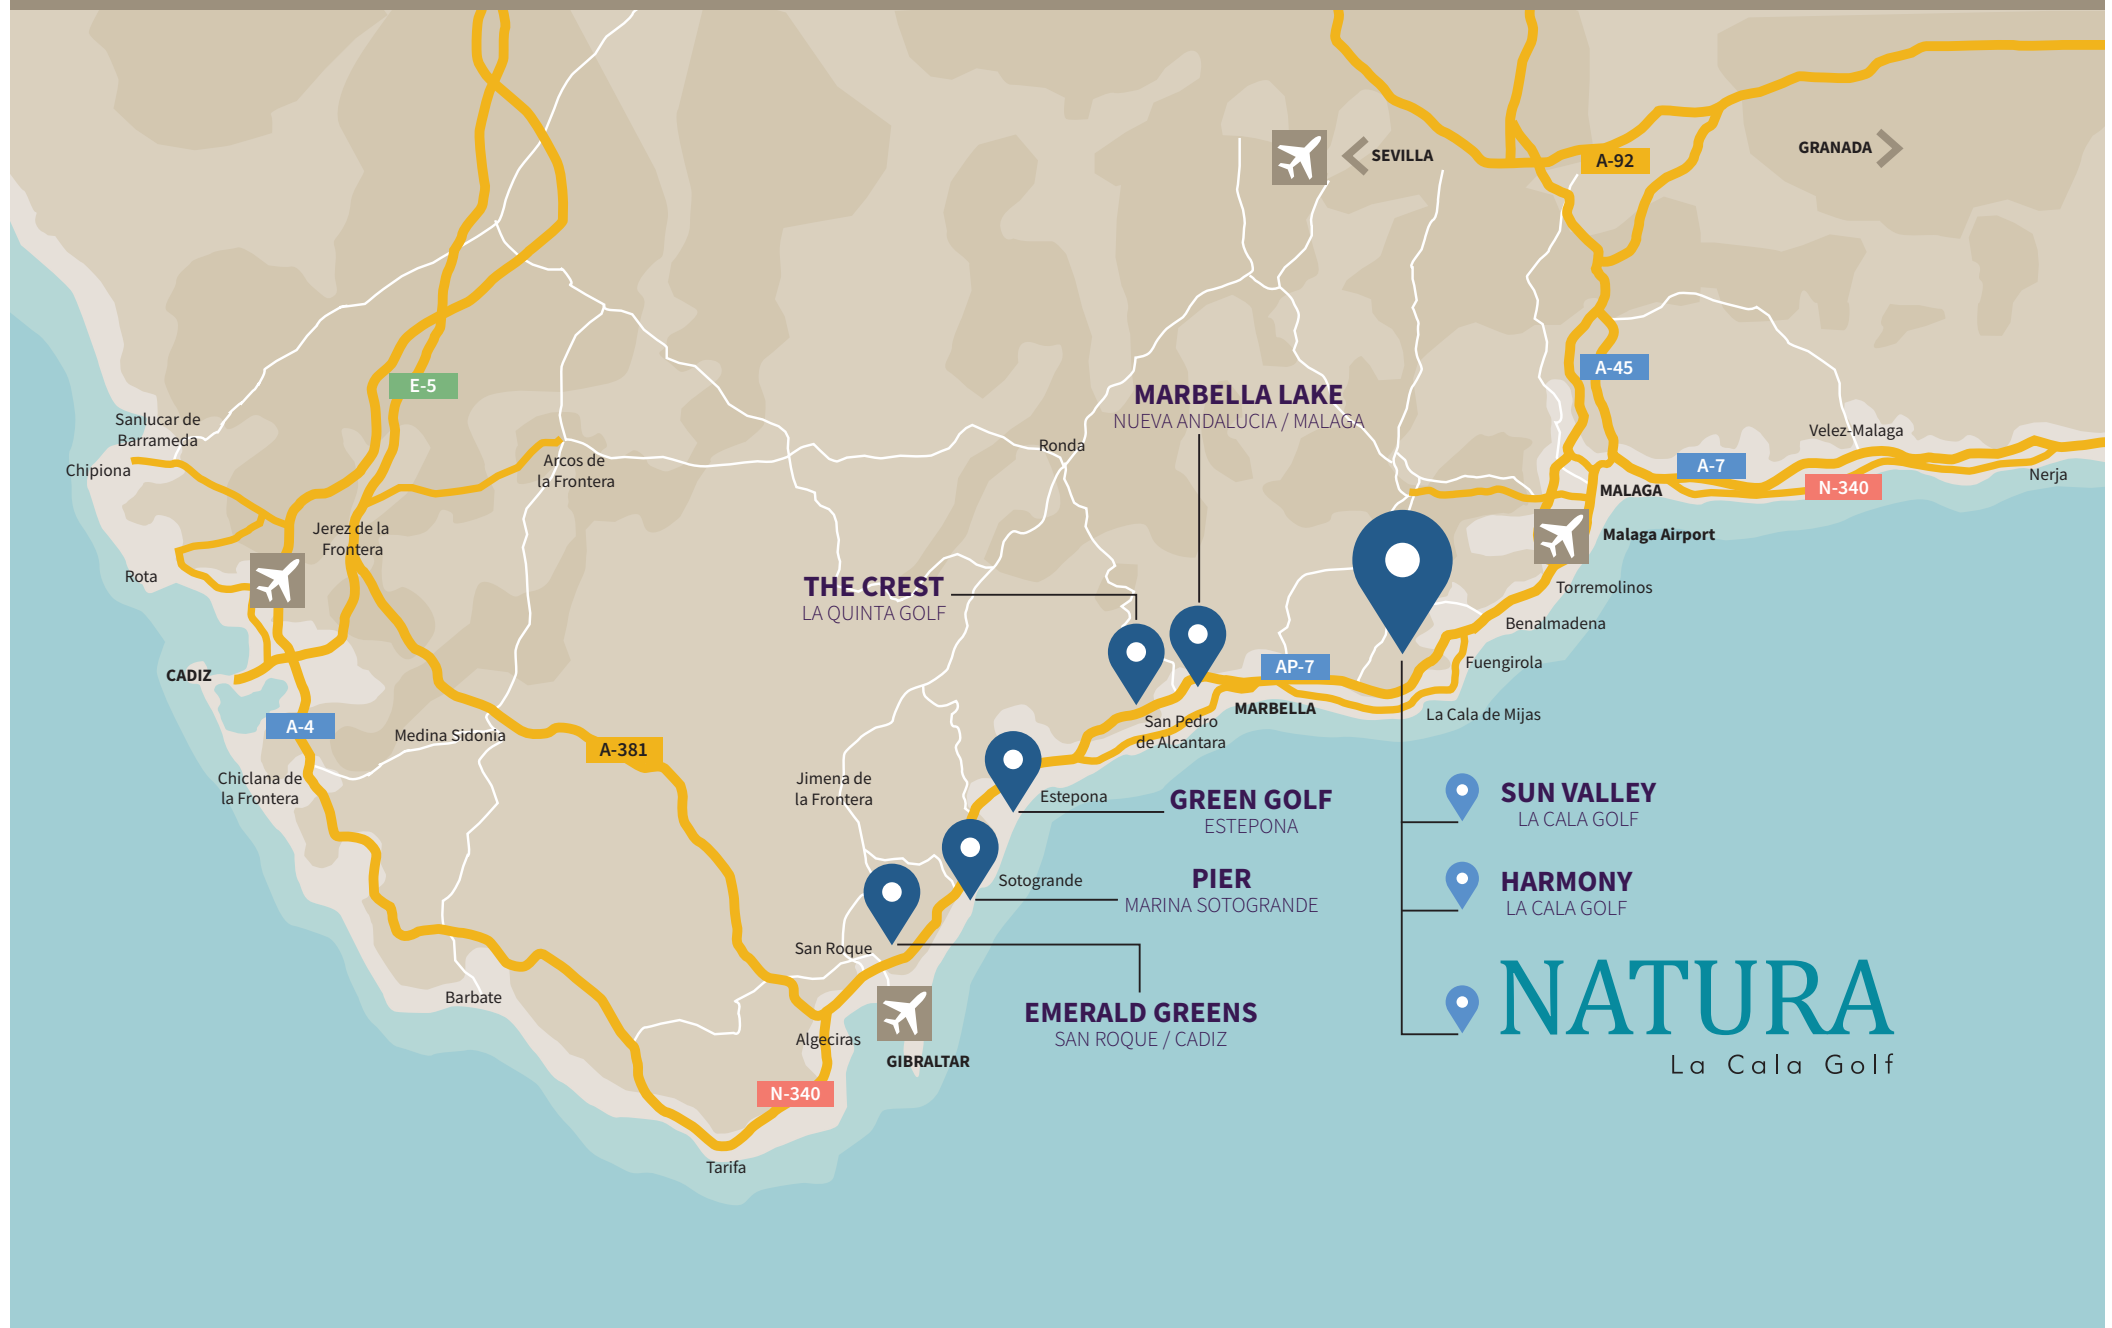 SEVILLA
GRANADA
A-92
E-5
A-45
MARBELLA LAKE
NUEVA ANDALUCIA / MALAGA
Sanlucar de
Barrameda
Chipiona
Arcos de
la Frontera
Ronda
Velez-Malaga
A-7
N-340
Nerja
MALAGA
Malaga Airport
Jerez de la
Frontera
Rota
THE CREST
LA QUINTA GOLF
Torremolinos
Benalmadena
Fuengirola
CADIZ
AP-7
MARBELLA
La Cala de Mijas
A-4
Medina Sidonia
A-381
San Pedro
de Alcantara
Chiclana de
la Frontera
Jimena de
la Frontera
Estepona
GREEN GOLF
ESTEPONA
SUN VALLEY
LA CALA GOLF
Sotogrande
PIER
MARINA SOTOGRANDE
HARMONY
LA CALA GOLF
San Roque
Barbate
EMERALD GREENS
SAN ROQUE / CADIZ
NATURA
La Cala Golf
Algeciras
GIBRALTAR
N-340
Tarifa